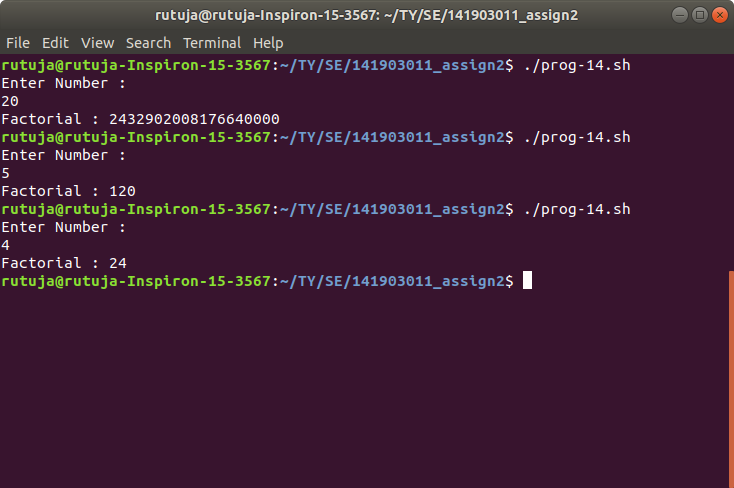 rutuja@rutuja-Inspiron-15-3567: ~/TY/SE/141903011_assign2
File Edit View Search Terminal Help
rutuja@rutuja-Inspiron-15-3567:~/TY/SE/141903011_assign2$ ./prog-14.sh
Enter Number :
20
Factorial : 2432902008176640000
rutuja@rutuja-Inspiron-15-3567:~/TY/SE/141903011_assign2$ ./prog-14.sh
Enter Number :
5
Factorial : 120
rutuja@rutuja-Inspiron-15-3567:~/TY/SE/141903011_assign2$ ./prog-14.sh
Enter Number :
4
Factorial : 24
rutuja@rutuja-Inspiron-15-3567:~/TY/SE/141903011_assign2$